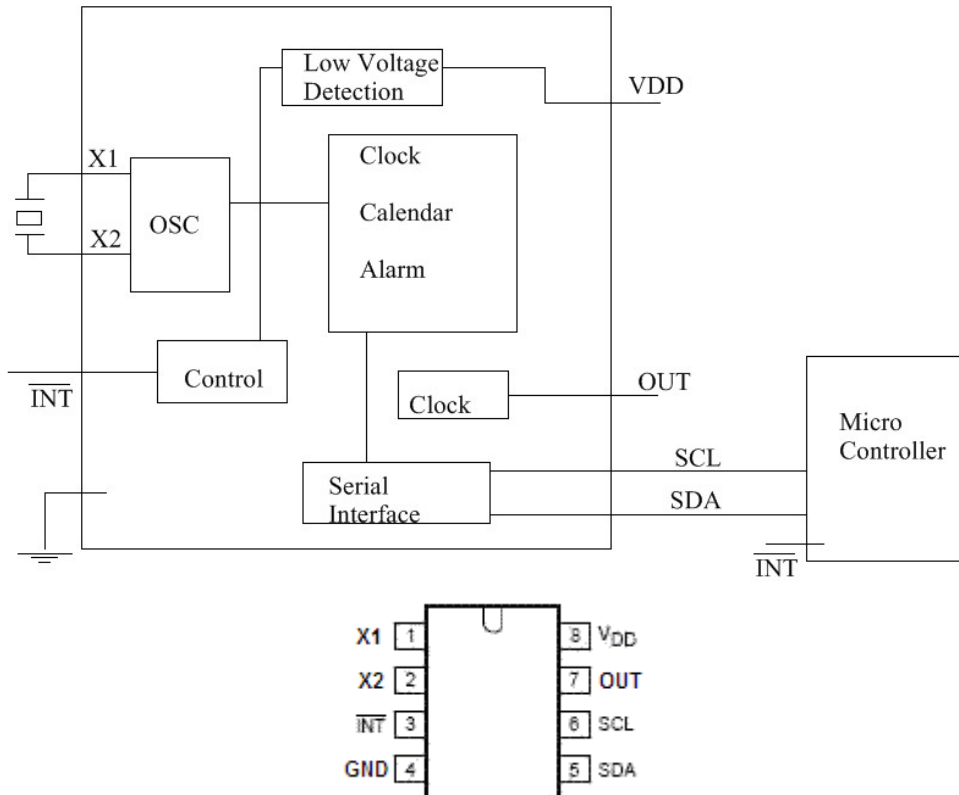 Low Voltage
Detection
VDD
X1
Clock
OSC
Calendar
X2
Alarm
Control
INT
OUT
Clock
Micro
Controller
SCL
Serial
Interface
SDA
INT
X1 1
8 VDD
X2 2
7 OUT
INT 3
6 SCL
GND 4
5 SDA